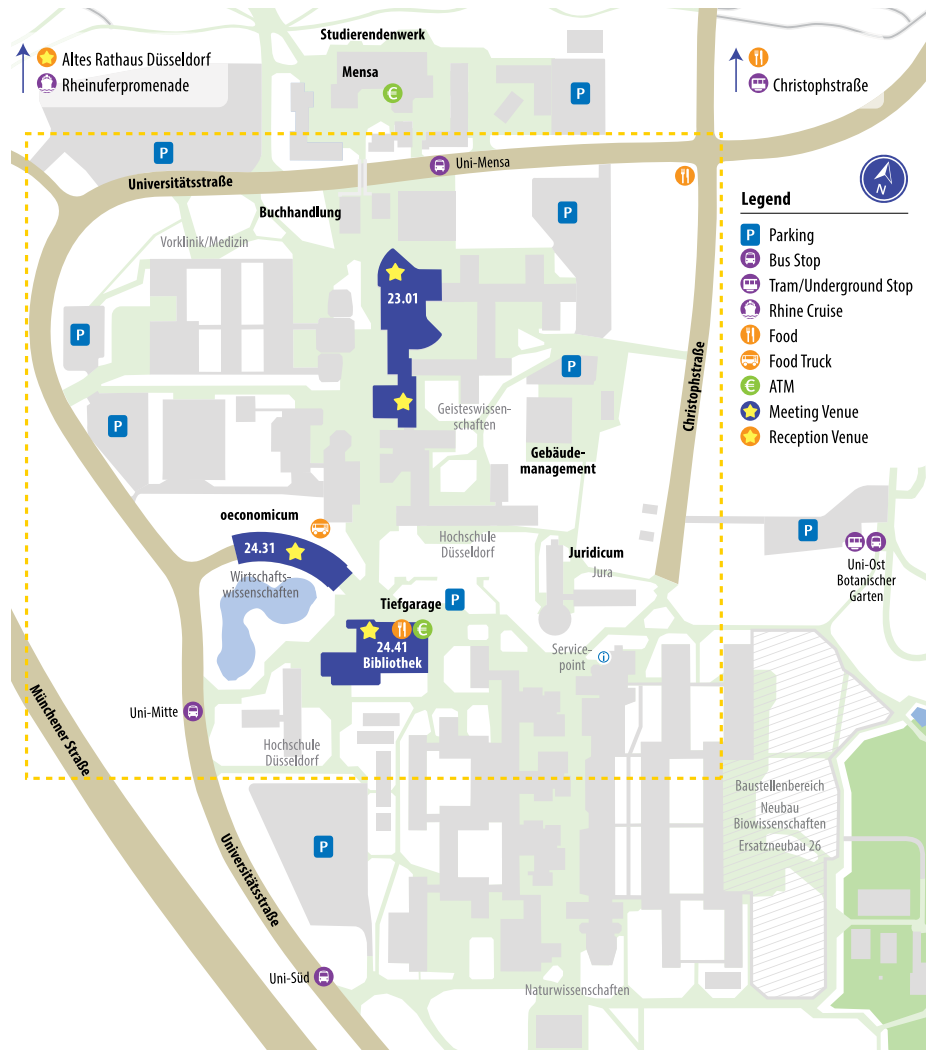 Studierendenwerk
Altes Rathaus Düsseldorf
Rheinuferpromenade
Mensa
€
Christophstraße
P
P
Uni-Mensa
Universitätsstraße
N
Legend
P Parking
Bus Stop
Tram/Underground Stop
Rhine Cruise
Food
Food Truck
€ ATM
Meeting Venue
Reception Venue
Buchhandlung
P
Vorklinik/Medizin
23.01
P
Christophstraße
P
Geisteswissen-
schaften
P
Gebäude-
management
oeconomicum
24.31
Wirtschafts-
wissenschaften
Hochschule
Düsseldorf
Juridicum
Jura
P
Uni-Ost
Botanischer
Garten
Tiefgarage
P
€
24.41
Bibliothek
Service-
point
i
Uni-Mitte
Münchener Straße
Hochschule
Düsseldorf
Baustellenbereich
Neubau
Biowissenschaften
Ersatzneubau 26
P
Universitätsstraße
Uni-Süd
Naturwissenschaften